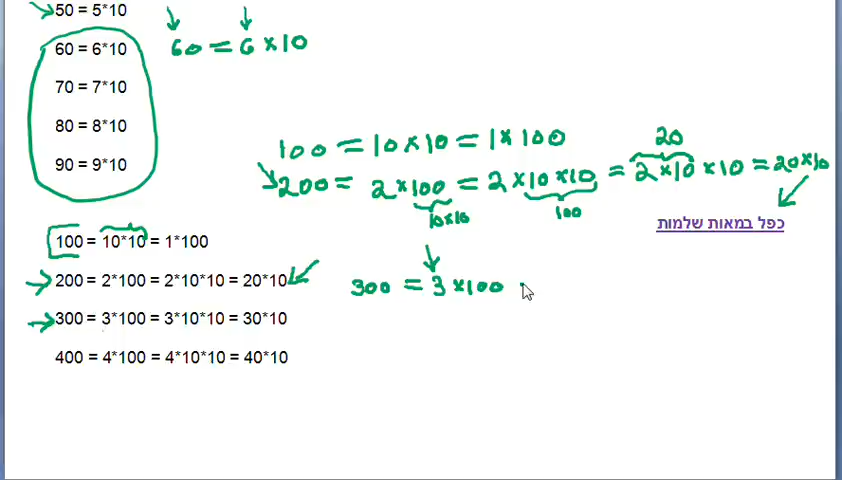 50 = 5*10
60 = 6*10
60 = 6×10
70 = 7*10
80 = 8*10
90 = 9*10
100 = 10×10 = 1×100
20
200 = 2×100 = 2×10×10 = 2×10×10 = 20×10
10×10
100
כפל במאות שלמות
100 = 10*10 = 1*100
200 = 2*100 = 2*10*10 = 20*10
300 = 3×100
300 = 3*100 = 3*10*10 = 30*10
400 = 4*100 = 4*10*10 = 40*10